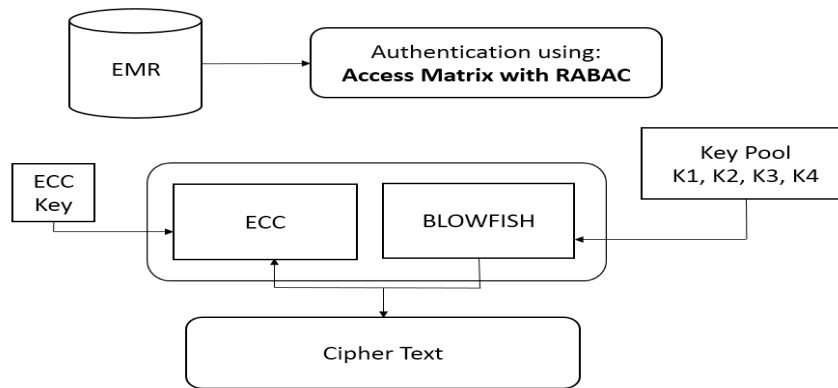 EMR
Authentication using:
Access Matrix with RABAC
ECC
Key
ECC
BLOWFISH
Key Pool
K1, K2, K3, K4
Cipher Text